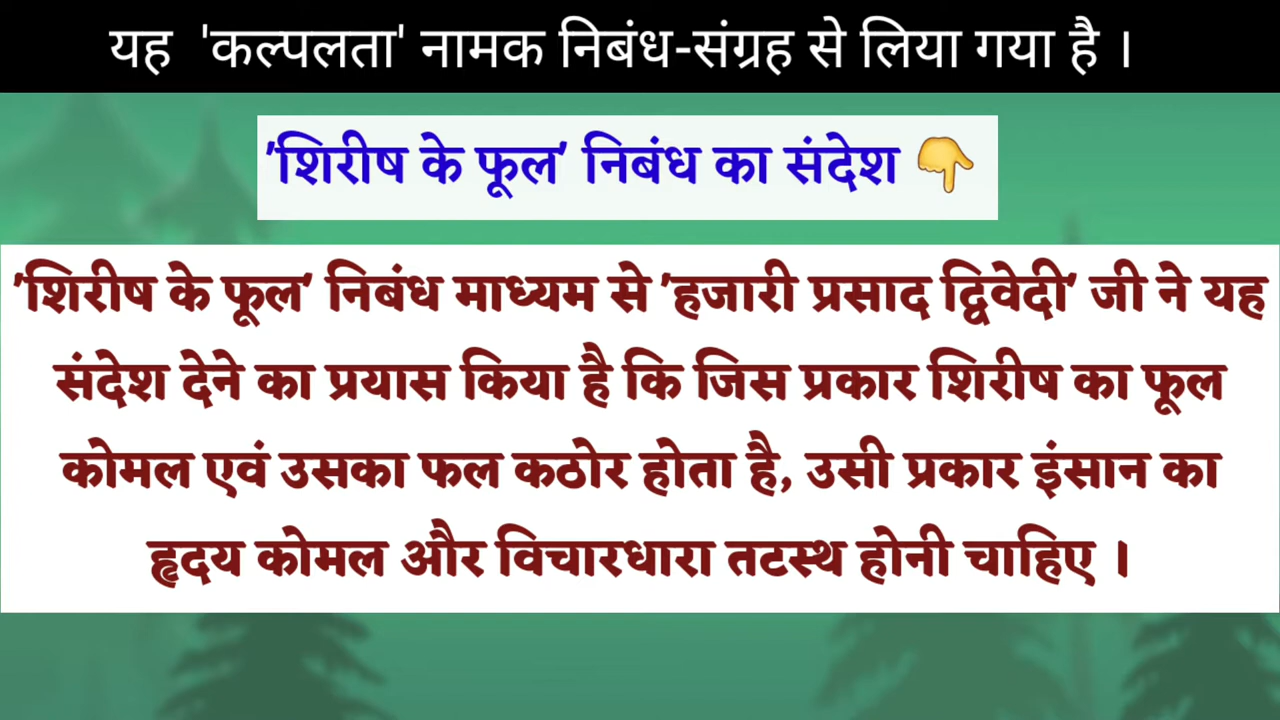 यह 'कल्पलता' नामक निबंध-संग्रह से लिया गया है ।
'शिरीष के फूल' निबंध का संदेश 👇
'शिरीष के फूल' निबंध माध्यम से 'हजारी प्रसाद द्विवेदी' जी ने यह
संदेश देने का प्रयास किया है कि जिस प्रकार शिरीष का फूल
कोमल एवं उसका फल कठोर होता है, उसी प्रकार इंसान का
हृदय कोमल और विचारधारा तटस्थ होनी चाहिए ।